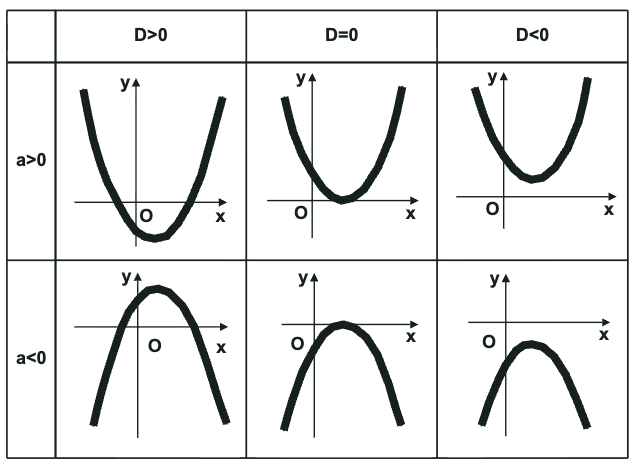 D>0 D=0 D<0
a>0
y y y
O x O x O x
a<0
y y y
O x O x O x